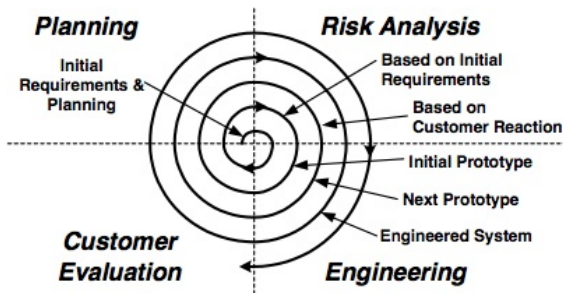 Planning
Risk Analysis
Initial
Requirements &
Planning
Based on Initial
Requirements
Based on
Customer Reaction
Initial Prototype
Next Prototype
Engineered System
Customer
Evaluation
Engineering